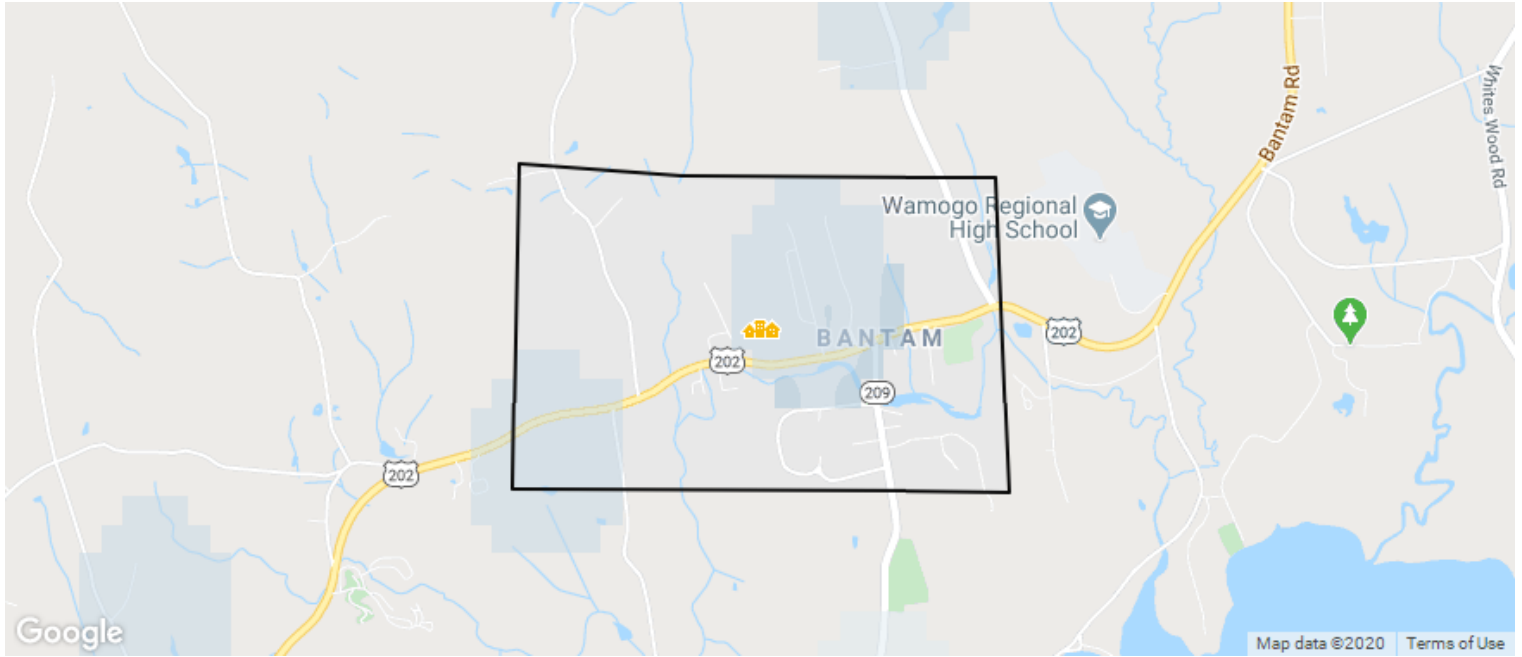 Bantam Rd
Whites Wood Rd
Wamogo Regional
High School
202
BANTAM
202
209
202
Google
Map data ©2020
Terms of Use